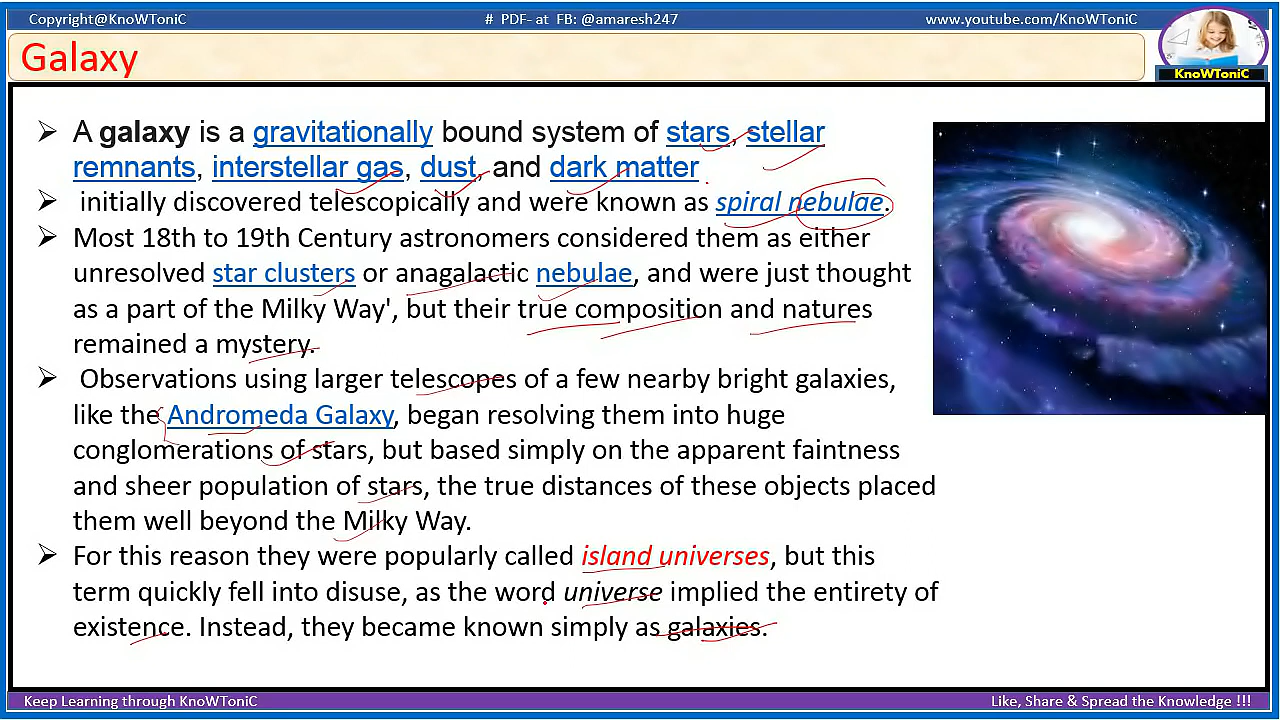 Copyright@KnoWToniC
# PDF- at FB: @amaresh247
www.youtube.com/KnoWToniC
Galaxy
KnoWToniC
➢ A galaxy is a gravitationally bound system of stars, stellar
remnants, interstellar gas, dust, and dark matter
➢ initially discovered telescopically and were known as spiral nebulae.
➢ Most 18th to 19th Century astronomers considered them as either
unresolved star clusters or anagalactic nebulae, and were just thought
as a part of the Milky Way', but their true composition and natures
remained a mystery.
➢ Observations using larger telescopes of a few nearby bright galaxies,
like the Andromeda Galaxy, began resolving them into huge
conglomerations of stars, but based simply on the apparent faintness
and sheer population of stars, the true distances of these objects placed
them well beyond the Milky Way.
➢ For this reason they were popularly called island universes, but this
term quickly fell into disuse, as the word universe implied the entirety of
existence. Instead, they became known simply as galaxies.
Keep Learning through KnoWToniC
Like, Share & Spread the Knowledge !!!